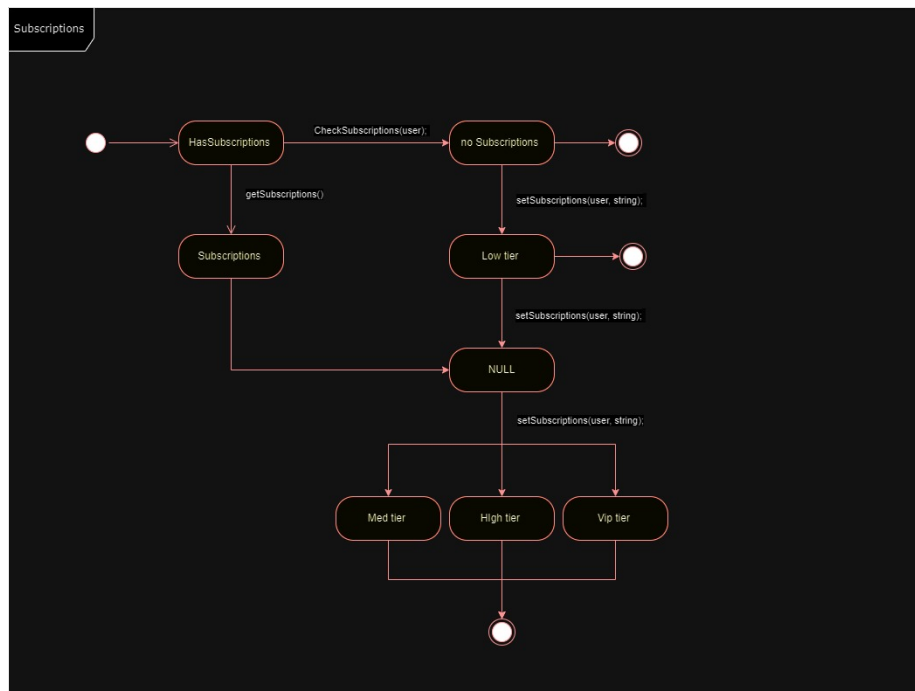 Subscriptions
HasSubscriptions
CheckSubscriptions(user);
no Subscriptions
getSubscriptions()
setSubscriptions(user, string);
Subscriptions
Low tier
setSubscriptions(user, string);
NULL
setSubscriptions(user, string);
Med tier
HIgh tier
Vip tier